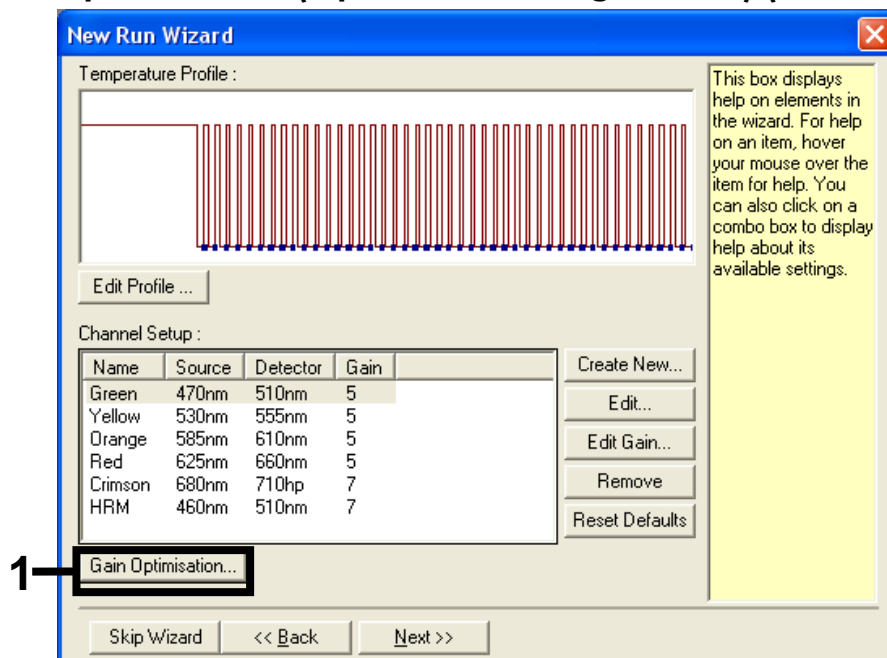 New Run Wizard
Temperature Profile :
This box displays
help on elements in
the wizard. For help
on an item, hover
your mouse over the
item for help. You
can also click on a
combo box to display
help about its
available settings.
Edit Profile ...
Channel Setup :
Name Source Detector Gain
Green 470nm 510nm 5
Yellow 530nm 555nm 5
Orange 585nm 610nm 5
Red 625nm 660nm 5
Crimson 680nm 710hp 7
HRM 460nm 510nm 7
Create New...
Edit...
Edit Gain...
Remove
Reset Defaults
1
Gain Optimisation...
Skip Wizard << Back Next >>